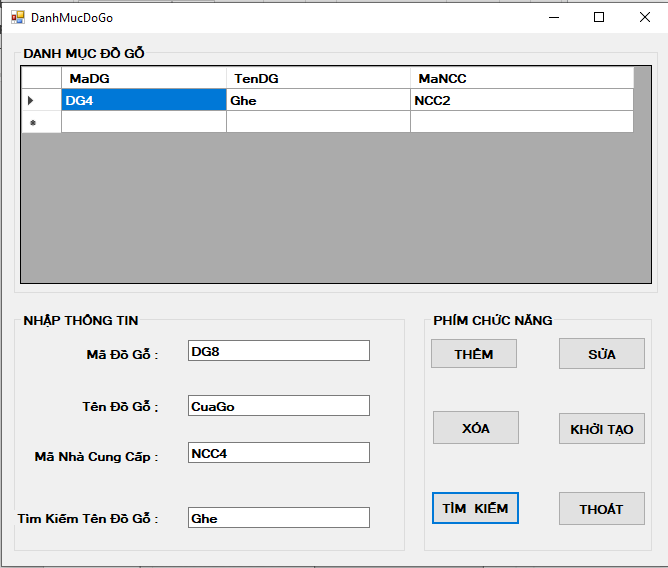 DanhMucDoGo
DANH MỤC ĐỒ GỖ
MaDG TenDG MaNCC
DG4 Ghe NCC2
NHẬP THÔNG TIN
Mã Đồ Gỗ : DG8
Tên Đồ Gỗ : CuaGo
Mã Nhà Cung Cấp : NCC4
Tìm Kiếm Tên Đồ Gỗ : Ghe
PHÍM CHỨC NĂNG
THÊM SỬA
XÓA KHỞI TẠO
TÌM KIẾM THOÁT